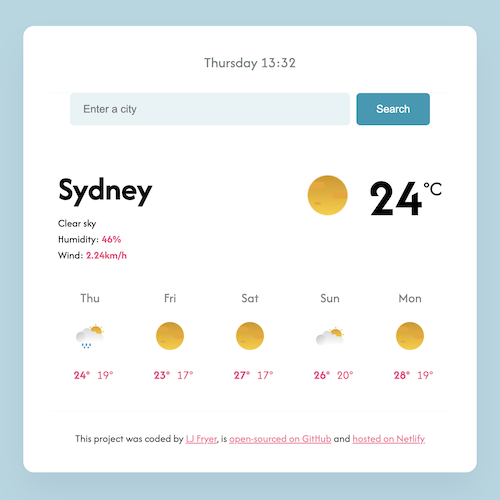 Thursday 13:32
Enter a city Search
Sydney 24 °C
Clear sky
Humidity: 46%
Wind: 2.24km/h
Thu Fri Sat Sun Mon
24° 19° 23° 17° 27° 17° 26° 20° 28° 19°
This project was coded by LJ Fryer, is open-sourced on GitHub and hosted on Netlify